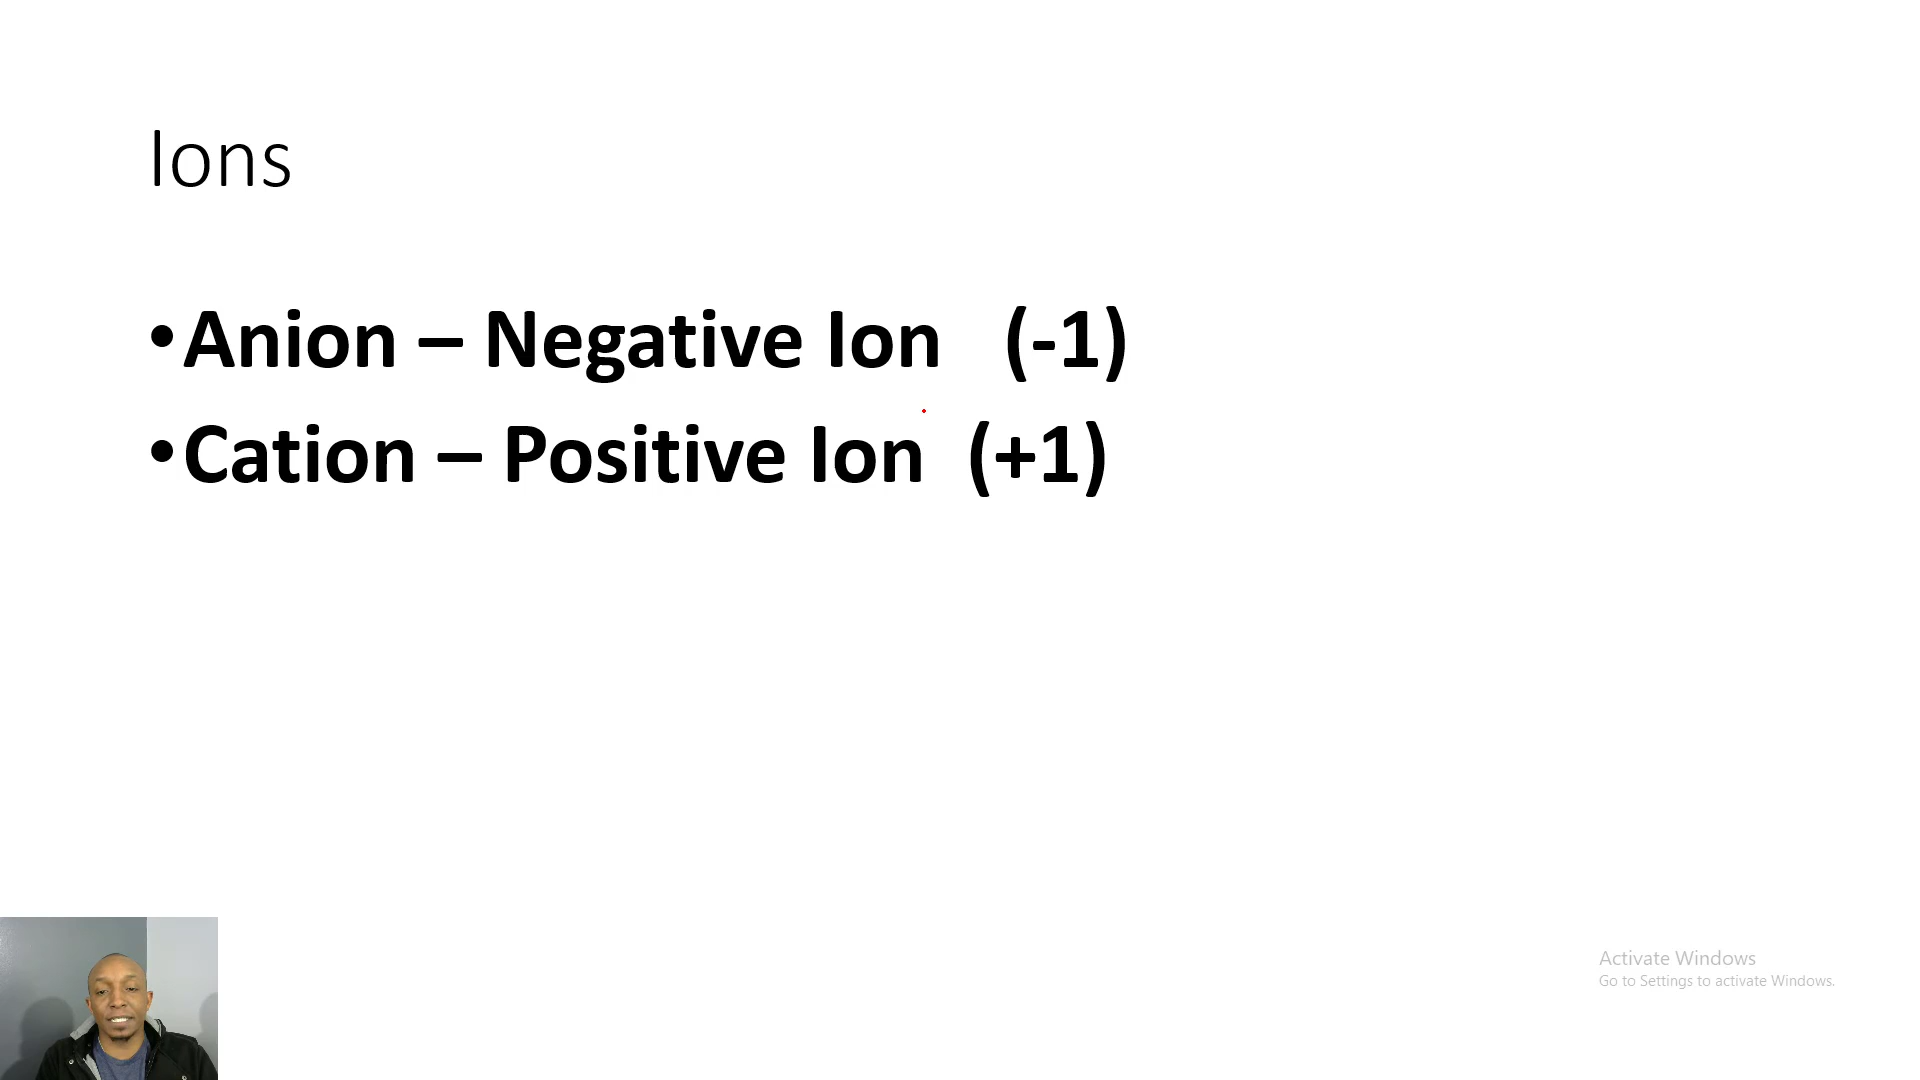 Ions
•Anion – Negative Ion (-1)
•Cation – Positive Ion (+1)
Activate Windows
Go to Settings to activate Windows.